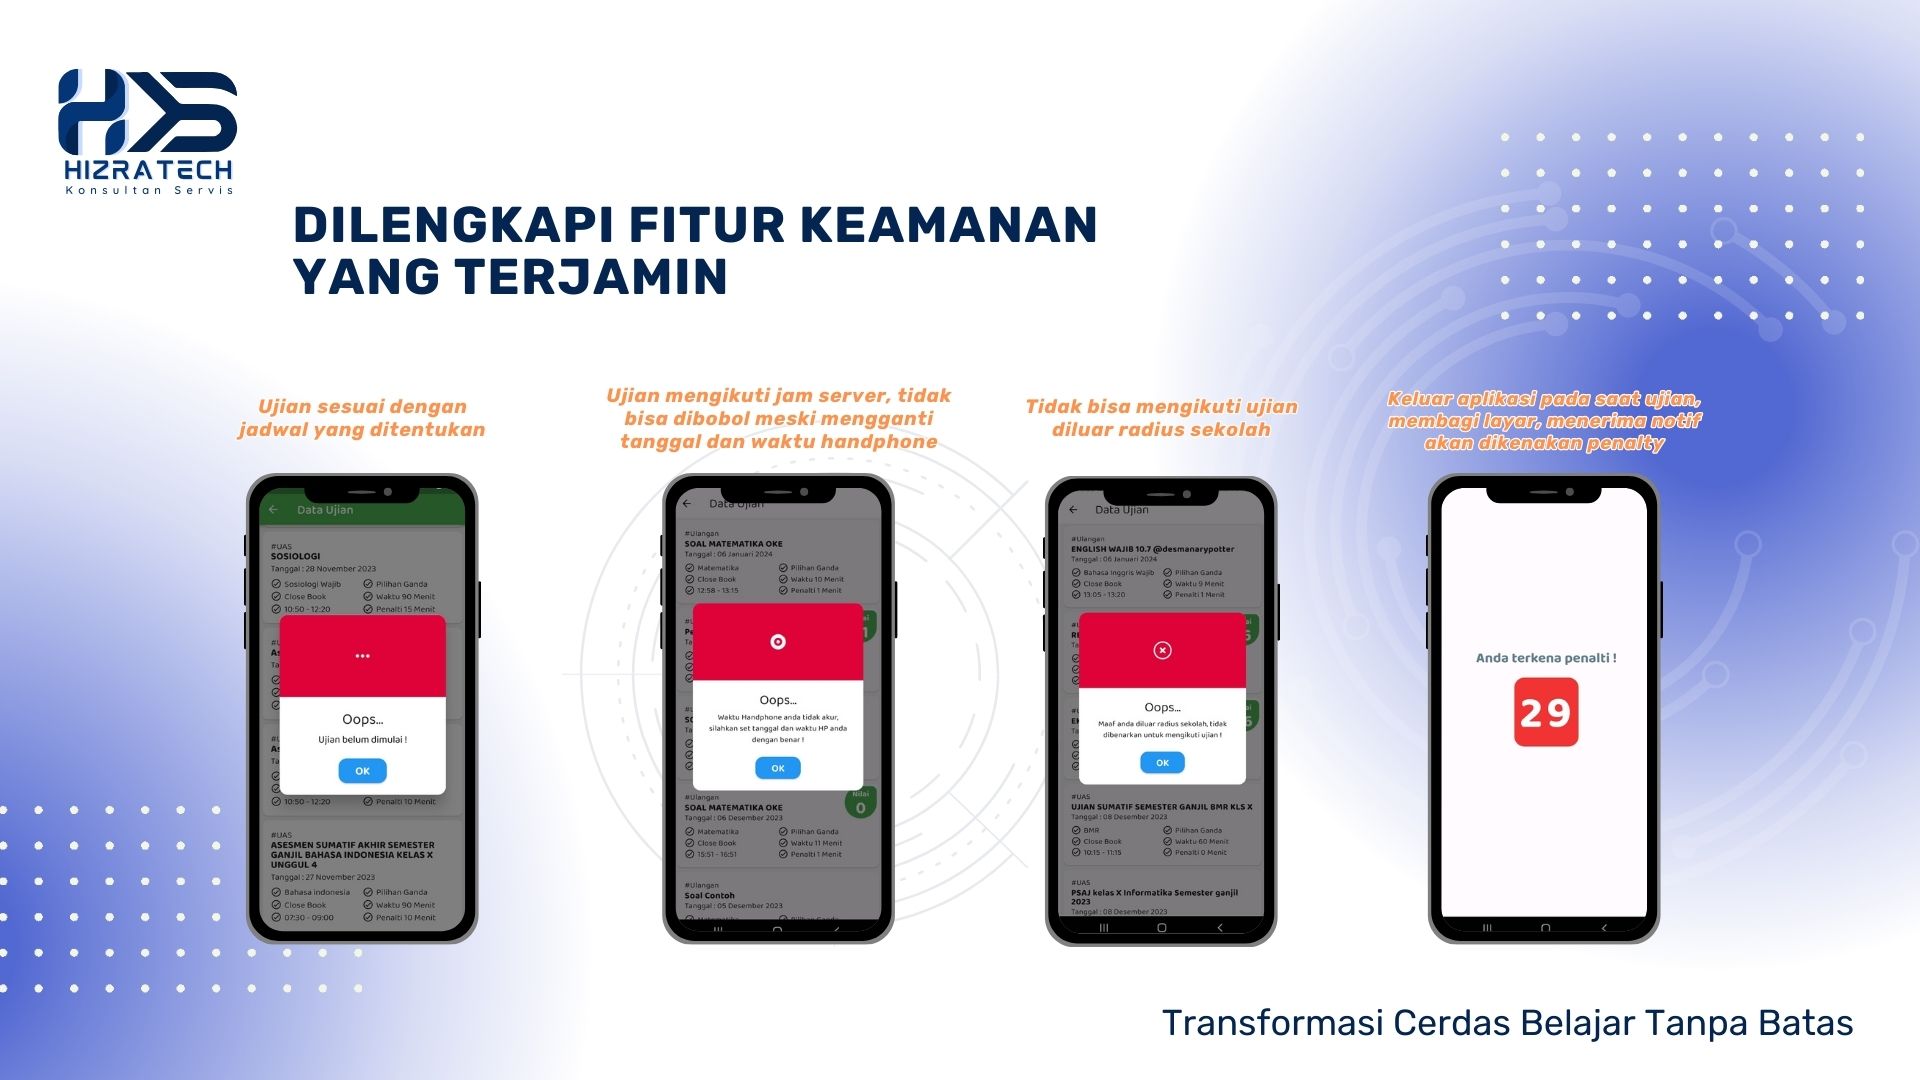 HIZRATECH
Konsultan Servis
DILENGKAPI FITUR KEAMANAN
YANG TERJAMIN
Ujian sesuai dengan
jadwal yang ditentukan
Data Ujian
#UAS
SOSIOLOGI
Tanggal : 28 November 2023
Sosiologi Wajib
Pilihan Ganda
Close Book
Waktu 90 Menit
10:50 - 12:20
Penalti 15 Menit
Oops...
Ujian belum dimulai !
OK
10:50 - 12:20
Penalti 10 Menit
#UAS
ASESMEN SUMATIF AKHIR SEMESTER
GANJIL BAHASA INDONESIA KELAS X
UNGGUL 4
Tanggal : 27 November 2023
Bahasa indonesia
Pilihan Ganda
Close Book
Waktu 90 Menit
07:30 - 09:00
Penalti 10 Menit
Ujian mengikuti jam server, tidak
bisa dibobol meski mengganti
tanggal dan waktu handphone
Data Ujian
#Ulangan
SOAL MATEMATIKA OKE
Tanggal : 06 Januari 2024
Matematika
Pilihan Ganda
Close Book
Waktu 10 Menit
12:58 - 13:15
Penalti 1 Menit
Oops...
Waktu Handphone anda tidak akur,
silahkan set tanggal dan waktu HP anda
dengan benar !
OK
#Ulangan
Nilai
SOAL MATEMATIKA OKE
0
Tanggal : 06 Desember 2023
Matematika
Pilihan Ganda
Close Book
Waktu 11 Menit
15:51 - 16:51
Penalti 1 Menit
#Ulangan
Soal Contoh
Tanggal : 05 Desember 2023
Matematika
Pilihan Ganda
Tidak bisa mengikuti ujian
diluar radius sekolah
Data Ujian
#Ulangan
ENGLISH WAJIB 10.7 @desmanarypotter
Tanggal : 06 Januari 2024
Bahasa Inggris Wajib
Pilihan Ganda
Close Book
Waktu 9 Menit
13:05 - 13:20
Penalti 1 Menit
Oops...
Maaf anda diluar radius sekolah, tidak
dibenarkan untuk mengikuti ujian !
OK
#UAS
UJIAN SUMATIF SEMESTER GANJIL BMR KLS X
Tanggal : 08 Desember 2023
BMR
Pilihan Ganda
Close Book
Waktu 60 Menit
10:15 - 11:15
Penalti 0 Menit
#UAS
PSAJ kelas X Informatika Semester ganjil
2023
Tanggal : 08 Desember 2023
Keluar aplikasi pada saat ujian,
membagi layar, menerima notif
akan dikenakan penalty
Anda terkena penalti !
29
Transformasi Cerdas Belajar Tanpa Batas